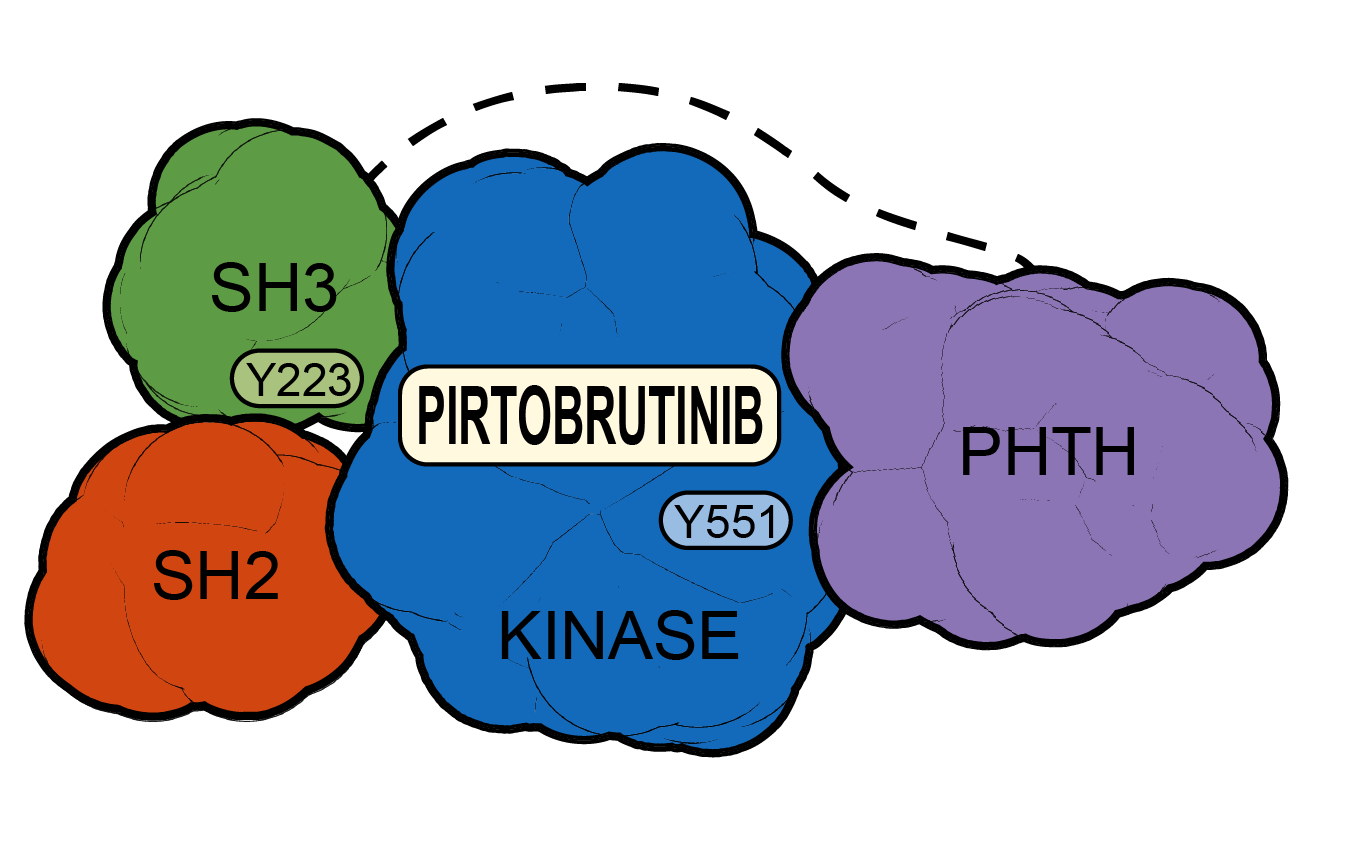 SH3
Y223
PIRTOBRUTINIB
PHTH
Y551
SH2
KINASE